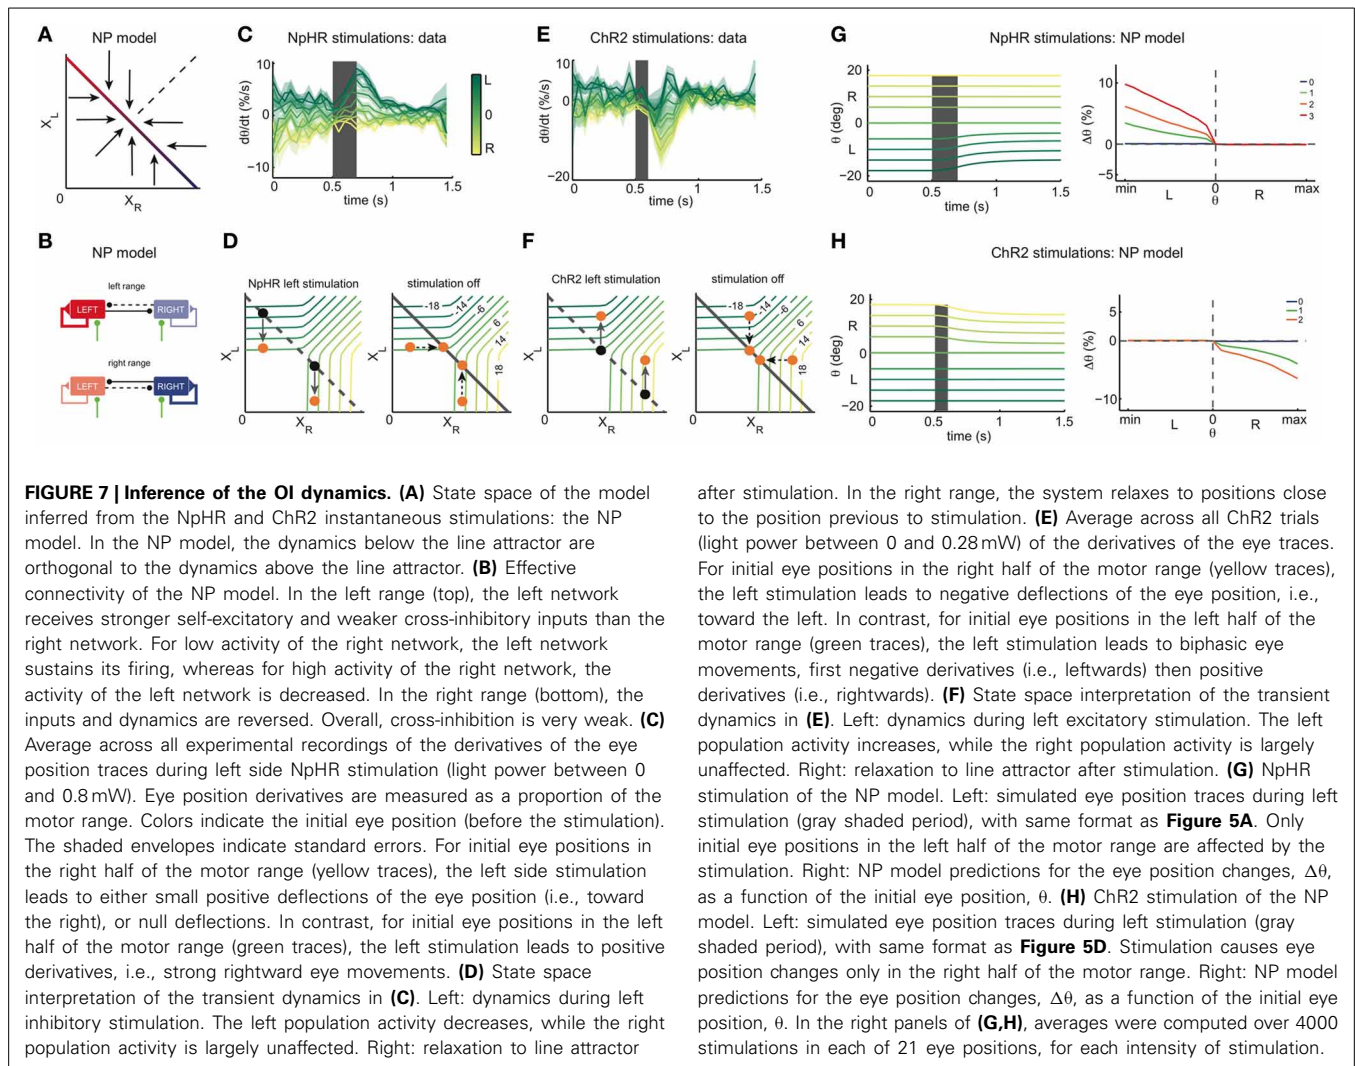 A
NP model
X_L
0
X_R
B
NP model
left range
LEFT
RIGHT
right range
LEFT
RIGHT
C
NpHR stimulations: data
dθ/dt (%/s)
10
0
−10
0
0.5
1
1.5
time (s)
L
0
R
D
NpHR left stimulation
stimulation off
X_L
0
X_R
X_L
0
X_R
-18
-14
-6
6
14
18
E
ChR2 stimulations: data
dθ/dt (%/s)
10
0
−20
0
0.5
1
1.5
time (s)
F
ChR2 left stimulation
stimulation off
X_L
0
X_R
X_L
0
X_R
-18
-14
-6
6
14
18
G
NpHR stimulations: NP model
θ (deg)
20
R
0
L
−20
0
0.5
1
1.5
time (s)
Δθ (%)
10
0
−5
min
L
0
θ
R
max
0
1
2
3
H
ChR2 stimulations: NP model
θ (deg)
20
R
0
L
−20
0
0.5
1
1.5
time (s)
Δθ (%)
5
0
−10
min
L
0
θ
R
max
0
1
2
FIGURE 7 | Inference of the OI dynamics. (A) State space of the model
inferred from the NpHR and ChR2 instantaneous stimulations: the NP
model. In the NP model, the dynamics below the line attractor are
orthogonal to the dynamics above the line attractor. (B) Effective
connectivity of the NP model. In the left range (top), the left network
receives stronger self-excitatory and weaker cross-inhibitory inputs than the
right network. For low activity of the right network, the left network
sustains its firing, whereas for high activity of the right network, the
activity of the left network is decreased. In the right range (bottom), the
inputs and dynamics are reversed. Overall, cross-inhibition is very weak. (C)
Average across all experimental recordings of the derivatives of the eye
position traces during left side NpHR stimulation (light power between 0
and 0.8 mW). Eye position derivatives are measured as a proportion of the
motor range. Colors indicate the initial eye position (before the stimulation).
The shaded envelopes indicate standard errors. For initial eye positions in
the right half of the motor range (yellow traces), the left side stimulation
leads to either small positive deflections of the eye position (i.e., toward
the right), or null deflections. In contrast, for initial eye positions in the left
half of the motor range (green traces), the left stimulation leads to positive
derivatives, i.e., strong rightward eye movements. (D) State space
interpretation of the transient dynamics in (C). Left: dynamics during left
inhibitory stimulation. The left population activity decreases, while the right
population activity is largely unaffected. Right: relaxation to line attractor
after stimulation. In the right range, the system relaxes to positions close
to the position previous to stimulation. (E) Average across all ChR2 trials
(light power between 0 and 0.28 mW) of the derivatives of the eye traces.
For initial eye positions in the right half of the motor range (yellow traces),
the left stimulation leads to negative deflections of the eye position, i.e.,
toward the left. In contrast, for initial eye positions in the left half of the
motor range (green traces), the left stimulation leads to biphasic eye
movements, first negative derivatives (i.e., leftwards) then positive
derivatives (i.e., rightwards). (F) State space interpretation of the transient
dynamics in (E). Left: dynamics during left excitatory stimulation. The left
population activity increases, while the right population activity is largely
unaffected. Right: relaxation to line attractor after stimulation. (G) NpHR
stimulation of the NP model. Left: simulated eye position traces during left
stimulation (gray shaded period), with same format as Figure 5A. Only
initial eye positions in the left half of the motor range are affected by the
stimulation. Right: NP model predictions for the eye position changes, Δθ,
as a function of the initial eye position, θ. (H) ChR2 stimulation of the NP
model. Left: simulated eye position traces during left stimulation (gray
shaded period), with same format as Figure 5D. Stimulation causes eye
position changes only in the right half of the motor range. Right: NP model
predictions for the eye position changes, Δθ, as a function of the initial eye
position, θ. In the right panels of (G,H), averages were computed over 4000
stimulations in each of 21 eye positions, for each intensity of stimulation.